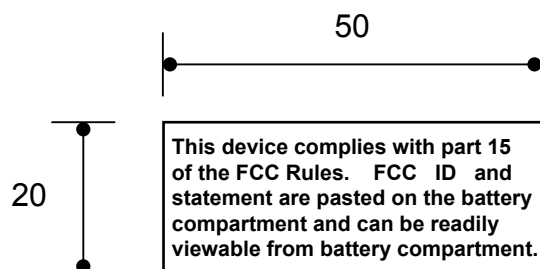 50
20
This device complies with part 15
of the FCC Rules. FCC ID and
statement are pasted on the battery
compartment and can be readily
viewable from battery compartment.